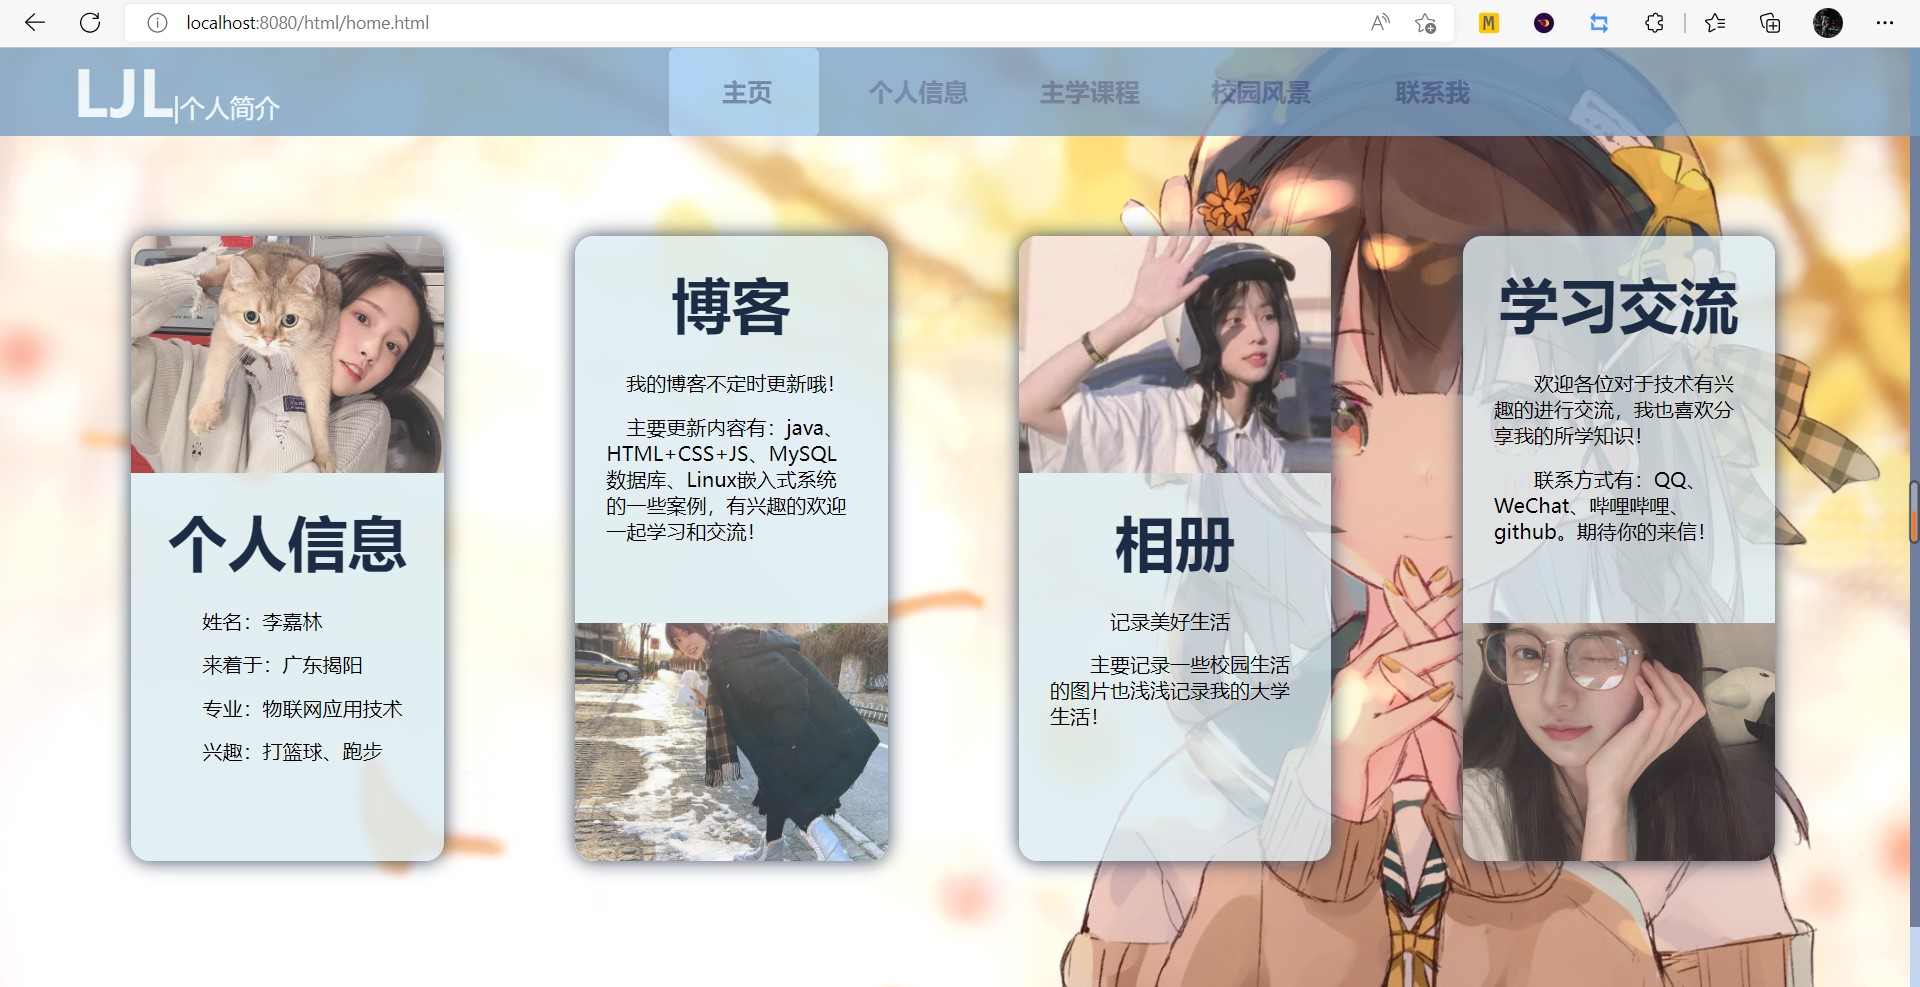 localhost:8080/html/home.html
LJL|个人简介
主页
个人信息
主学课程
校园风景
联系我
个人信息
姓名：李嘉林
来着于：广东揭阳
专业：物联网应用技术
兴趣：打篮球、跑步
博客
我的博客不定时更新哦！
主要更新内容有：java、
HTML+CSS+JS、MySQL
数据库、Linux嵌入式系统
的一些案例，有兴趣的欢迎
一起学习和交流！
相册
记录美好生活
主要记录一些校园生活
的图片也浅浅记录我的大学
生活！
学习交流
欢迎各位对于技术有兴
趣的进行交流，我也喜欢分
享我的所学知识！
联系方式有：QQ、
WeChat、哔哩哔哩、
github。期待你的来信！